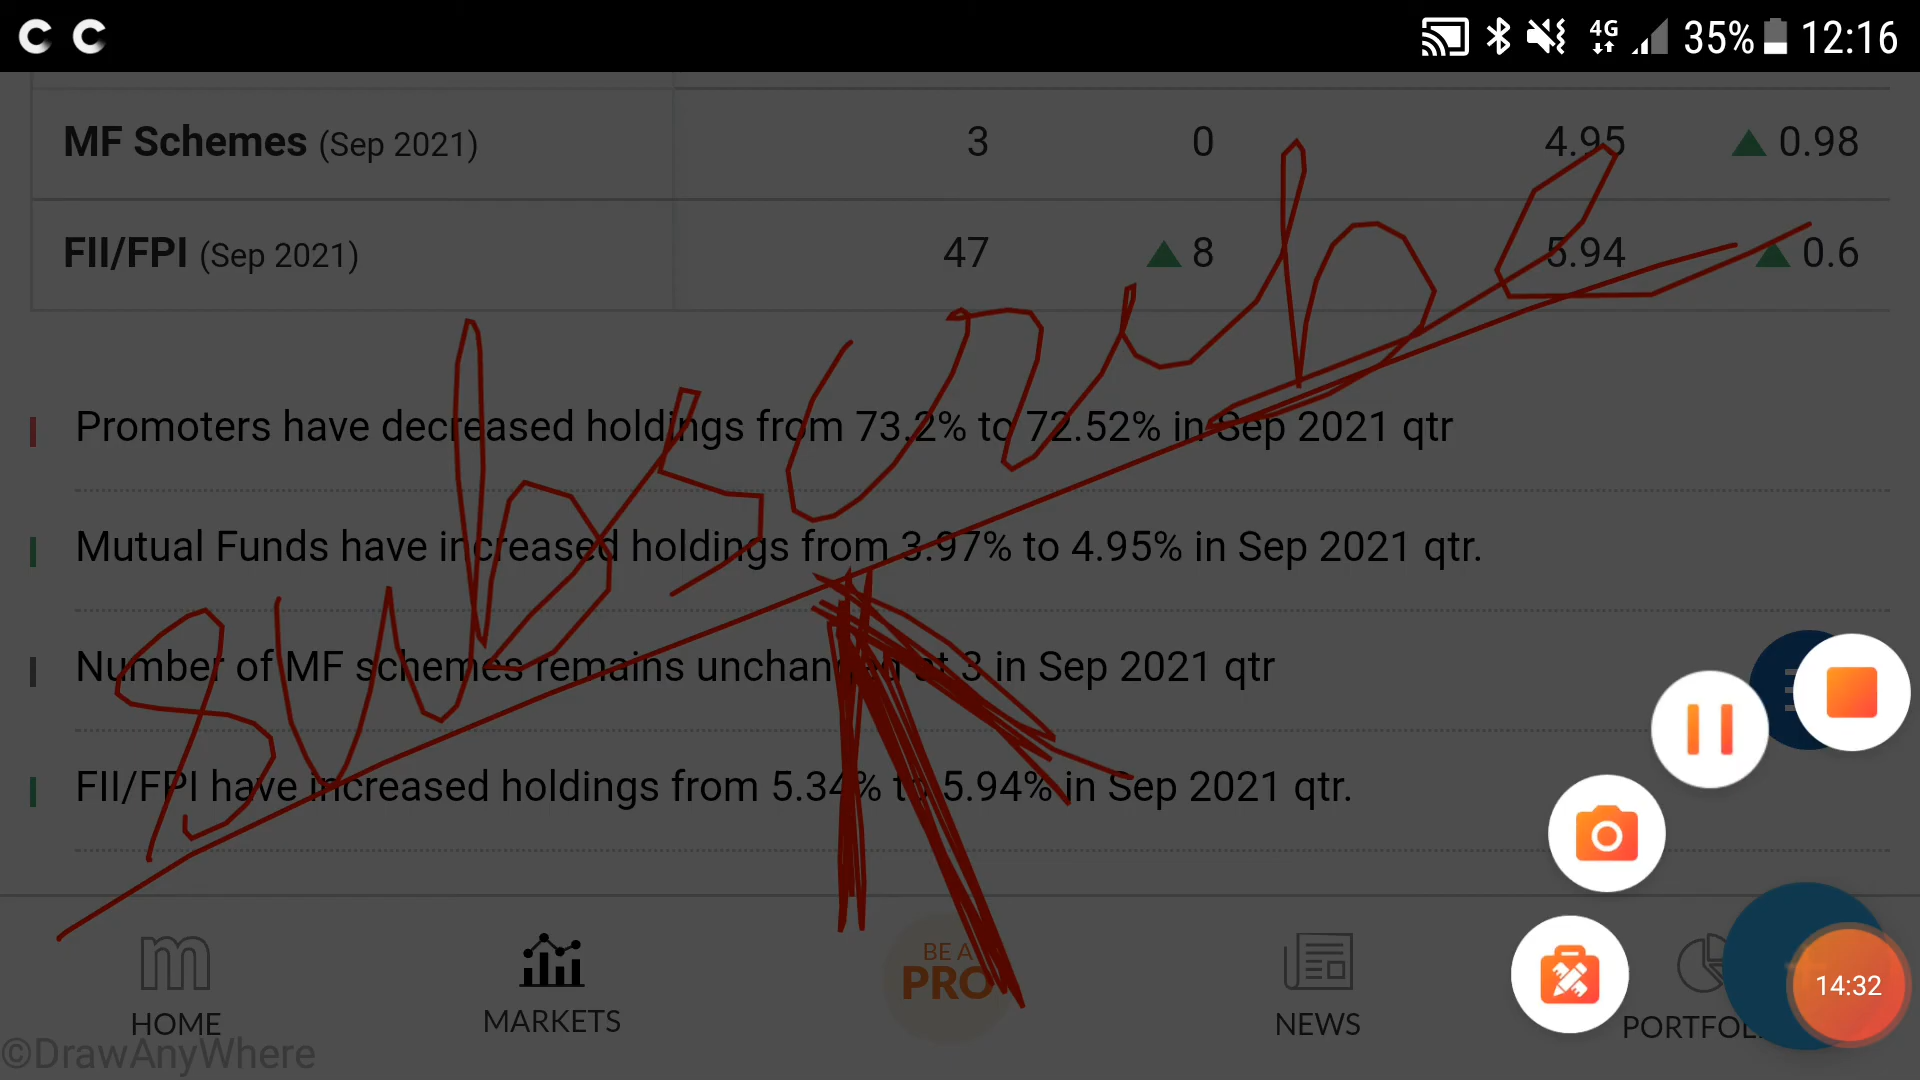 4G 35% 12:16
MF Schemes (Sep 2021) 3 0 4.95 0.98
FII/FPI (Sep 2021) 47 8 5.94 0.6
Subscribe
Promoters have decreased holdings from 73.2% to 72.52% in Sep 2021 qtr
Mutual Funds have increased holdings from 3.97% to 4.95% in Sep 2021 qtr.
Number of MF schemes remains unchanged at 3 in Sep 2021 qtr
FII/FPI have increased holdings from 5.34% to 5.94% in Sep 2021 qtr.
m
BE A
PRO
14:32
HOME MARKETS NEWS
©DrawAnyWhere